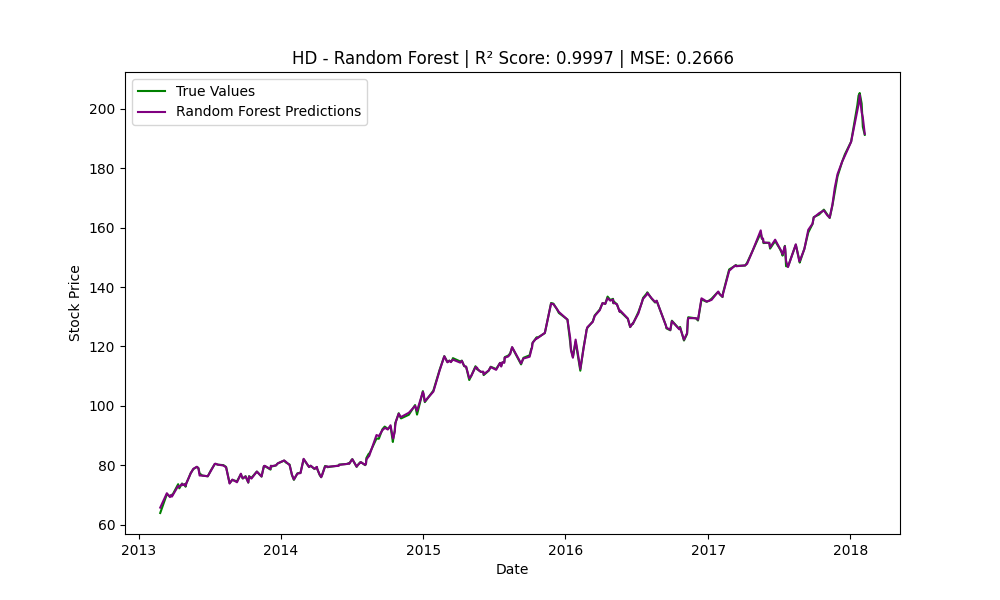 HD - Random Forest | R² Score: 0.9997 | MSE: 0.2666
True Values
Random Forest Predictions
200
180
160
140
120
100
80
60
Stock Price
2013 2014 2015 2016 2017 2018
Date